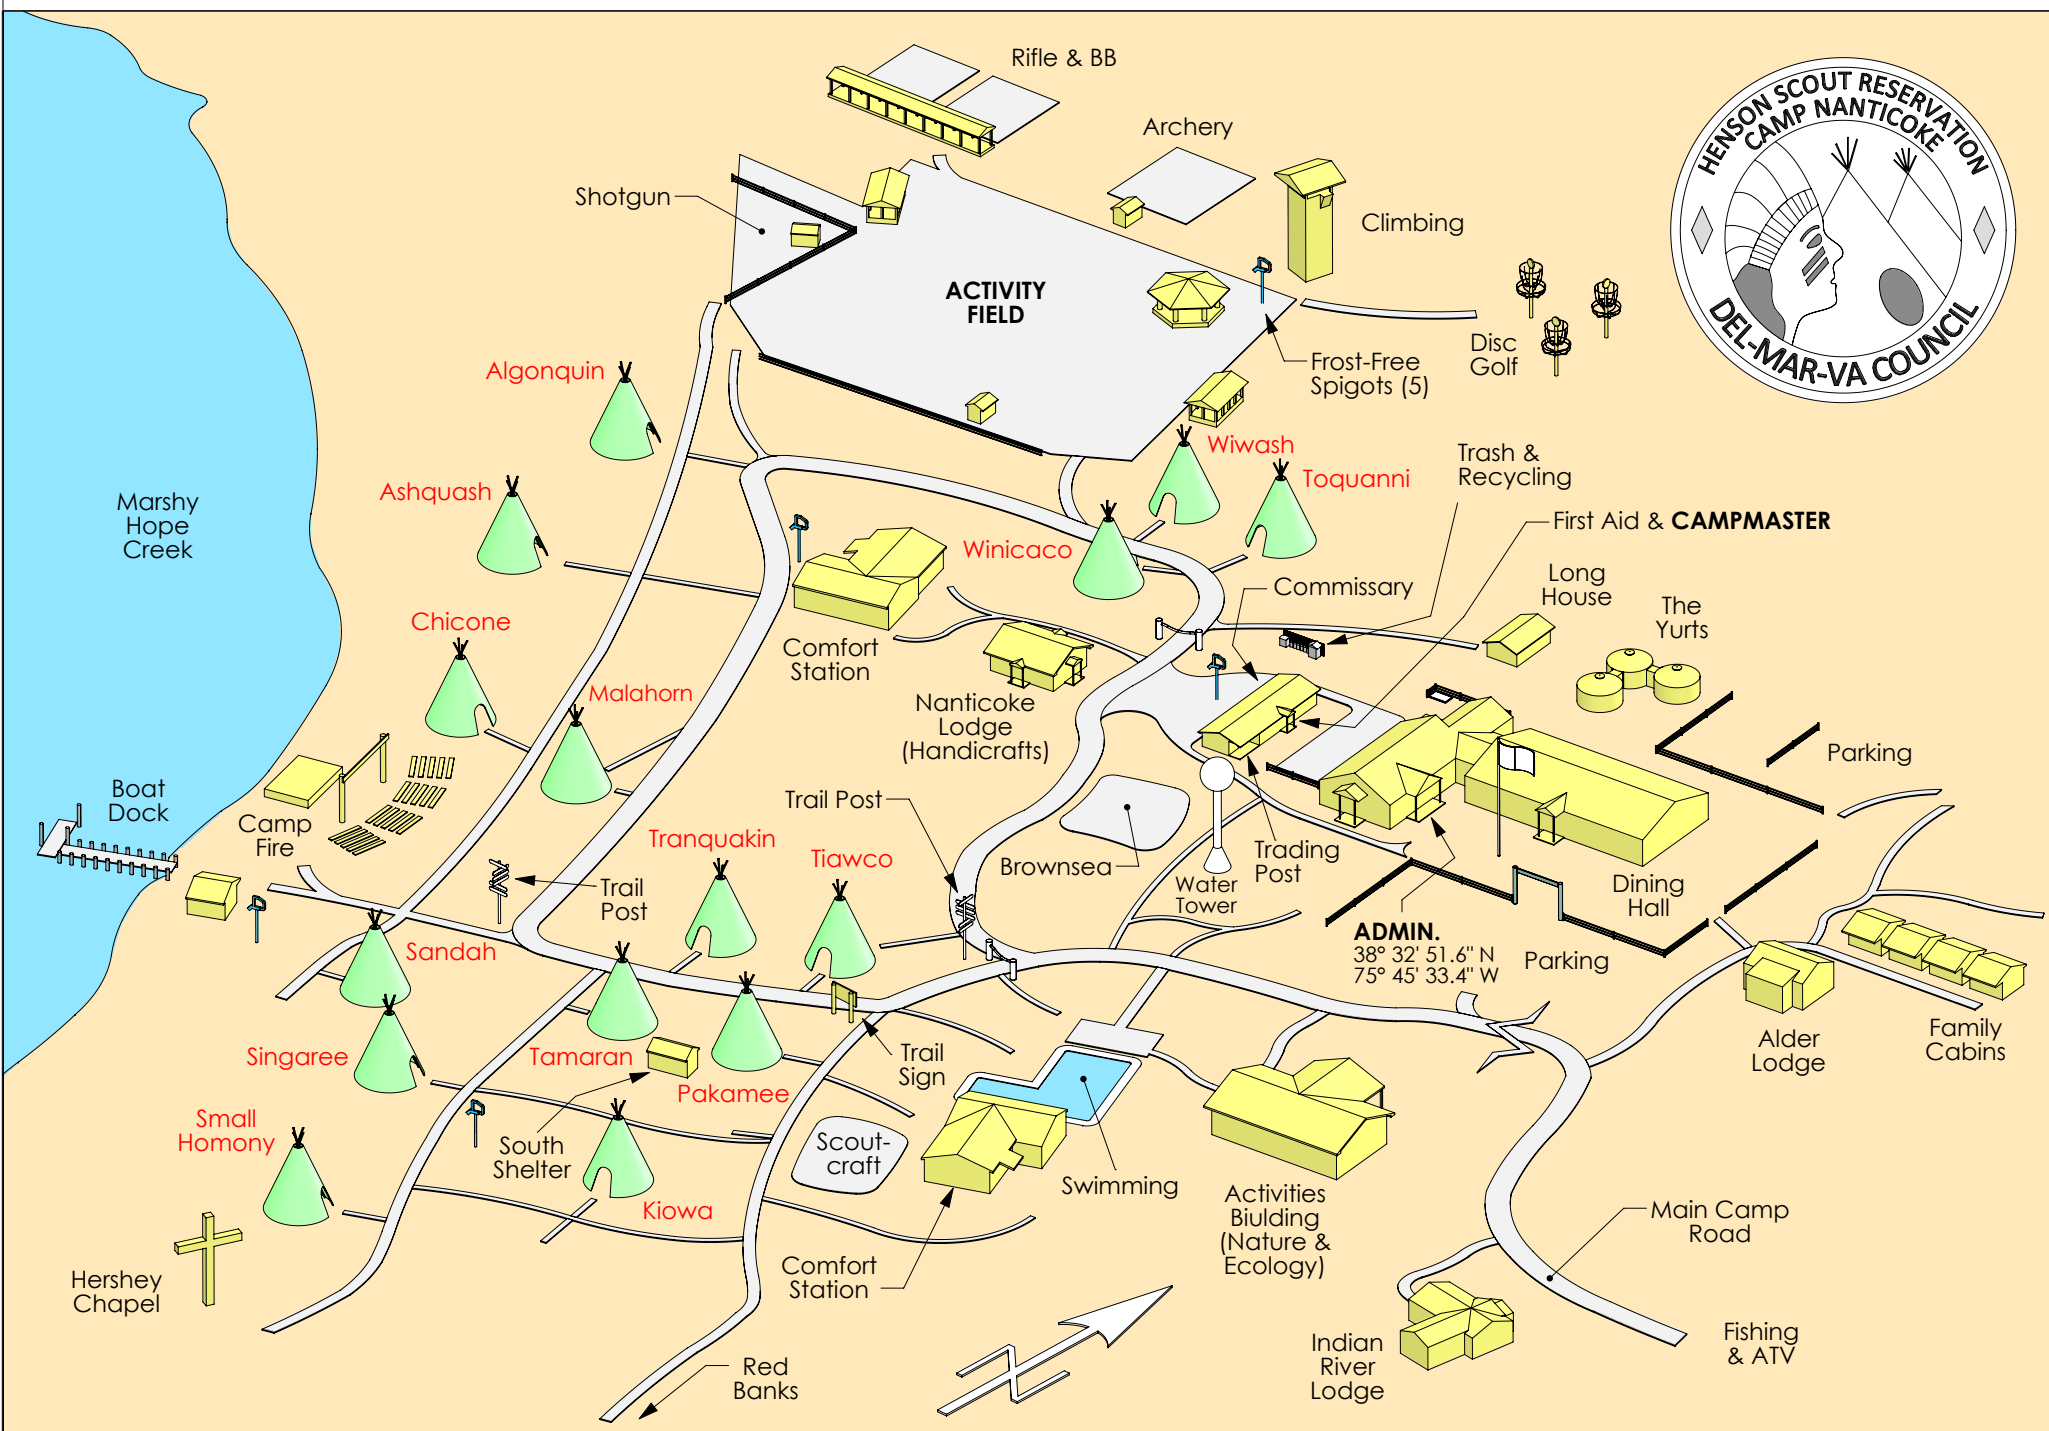 Rifle & BB
HENSON SCOUT RESERVATION
CAMP NANTICOKE
DEL-MAR-VA COUNCIL
Archery
Shotgun
Climbing
ACTIVITY
FIELD
Disc
Golf
Frost-Free
Spigots (5)
Algonquin
Wiwash
Trash &
Recycling
Toquanni
Ashquash
Marshy
Hope
Creek
First Aid & CAMPMASTER
Winicaco
Commissary
Long
House
The
Yurts
Chicone
Comfort
Station
Malahorn
Nanticoke
Lodge
(Handicrafts)
Parking
Boat
Dock
Trail Post
Camp
Fire
Tranquakin
Tiawco
Brownsea
Trading
Post
Water
Tower
Trail
Post
Dining
Hall
Sandah
ADMIN.
38° 32' 51.6" N
75° 45' 33.4" W
Parking
Singaree
Tamaran
Trail
Sign
Alder
Lodge
Family
Cabins
Pakamee
Small
Homony
South
Shelter
Scout-
craft
Swimming
Kiowa
Activities
Biulding
(Nature &
Ecology)
Main Camp
Road
Hershey
Chapel
Comfort
Station
Red
Banks
N
Indian
River
Lodge
Fishing
& ATV